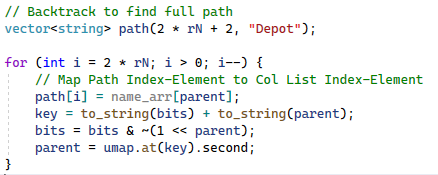 // Backtrack to find full path
vector<string> path(2 * rN + 2, "Depot");
for (int i = 2 * rN; i > 0; i--) {
// Map Path Index-Element to Col List Index-Element
path[i] = name_arr[parent];
key = to_string(bits) + to_string(parent);
bits = bits & ~(1 << parent);
parent = umap.at(key).second;
}